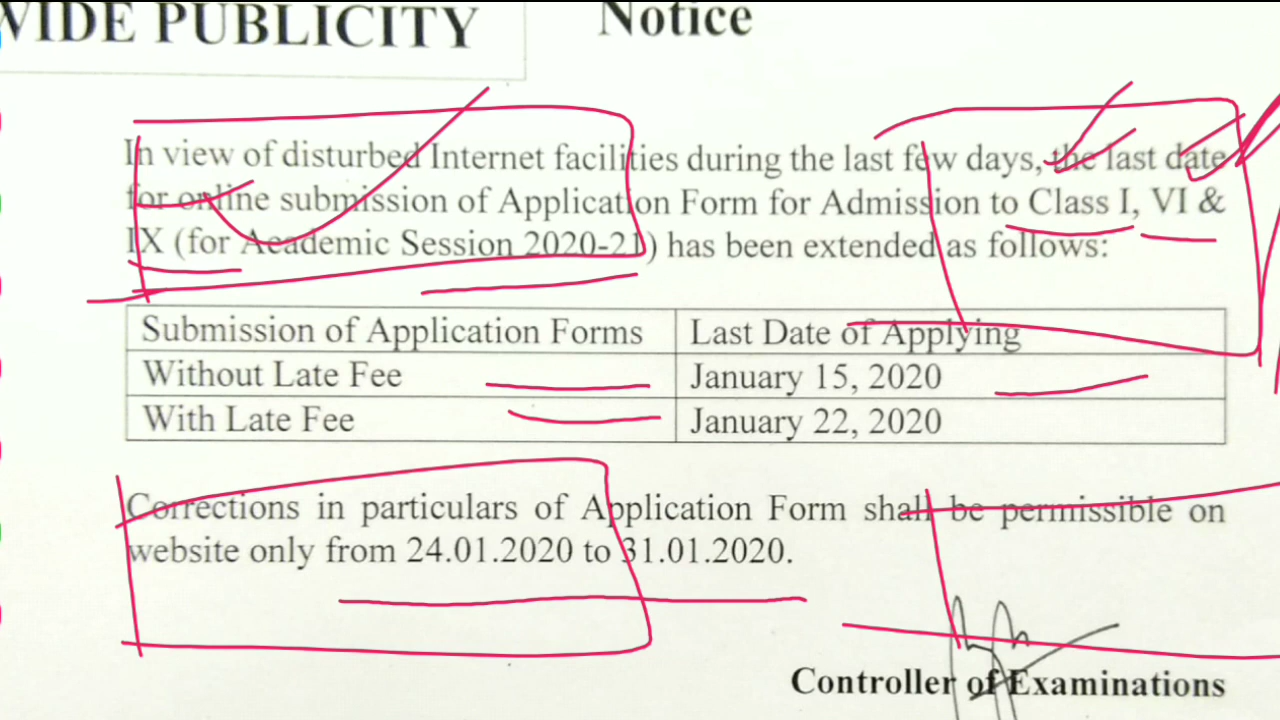 WIDE PUBLICITY Notice
In view of disturbed Internet facilities during the last few days, the last date
for online submission of Application Form for Admission to Class I, VI &
IX (for Academic Session 2020-21) has been extended as follows:
Submission of Application Forms Last Date of Applying
Without Late Fee January 15, 2020
With Late Fee January 22, 2020
Corrections in particulars of Application Form shall be permissible on
website only from 24.01.2020 to 31.01.2020.
Controller of Examinations